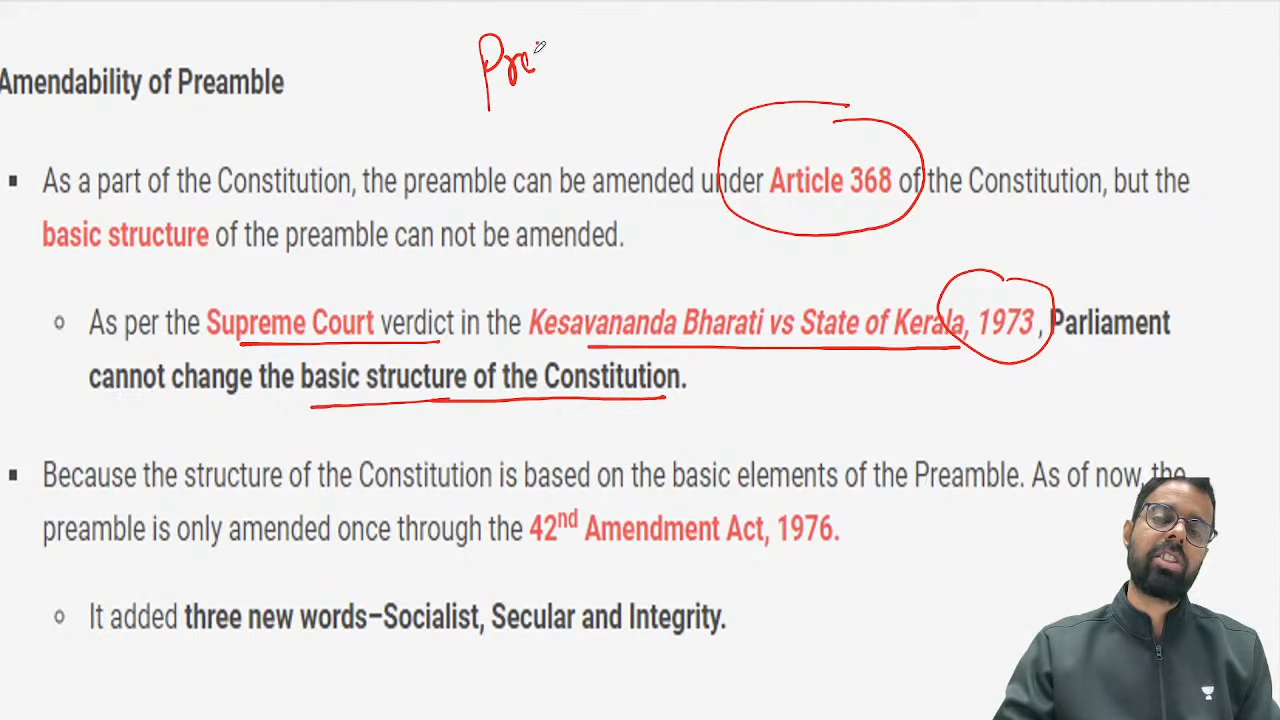 Pre
Amendability of Preamble
▪ As a part of the Constitution, the preamble can be amended under Article 368 of the Constitution, but the
basic structure of the preamble can not be amended.
○ As per the Supreme Court verdict in the Kesavananda Bharati vs State of Kerala, 1973 , Parliament
cannot change the basic structure of the Constitution.
▪ Because the structure of the Constitution is based on the basic elements of the Preamble. As of now, the
preamble is only amended once through the 42nd Amendment Act, 1976.
○ It added three new words–Socialist, Secular and Integrity.